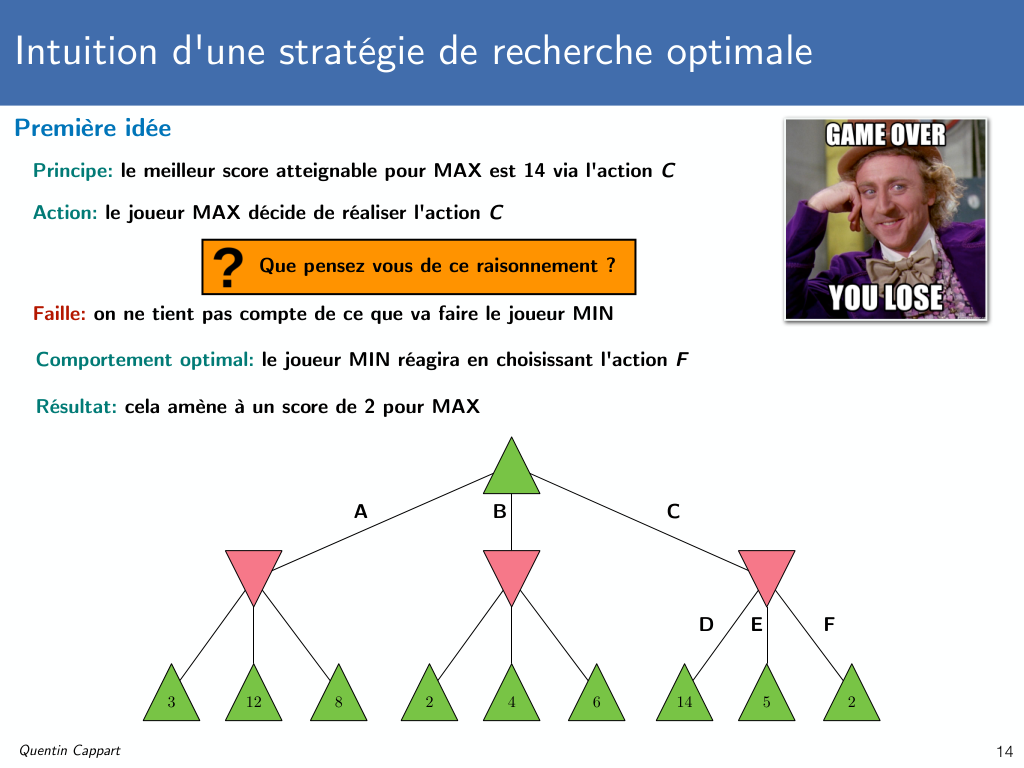 Intuition d'une stratégie de recherche optimale
Première idée
Principe: le meilleur score atteignable pour MAX est 14 via l'action C
Action: le joueur MAX décide de réaliser l'action C
? Que pensez vous de ce raisonnement ?
Faille: on ne tient pas compte de ce que va faire le joueur MIN
Comportement optimal: le joueur MIN réagira en choisissant l'action F
Résultat: cela amène à un score de 2 pour MAX
GAME OVER
YOU LOSE
A B C
D E F
3 12 8 2 4 6 14 5 2
Quentin Cappart
14